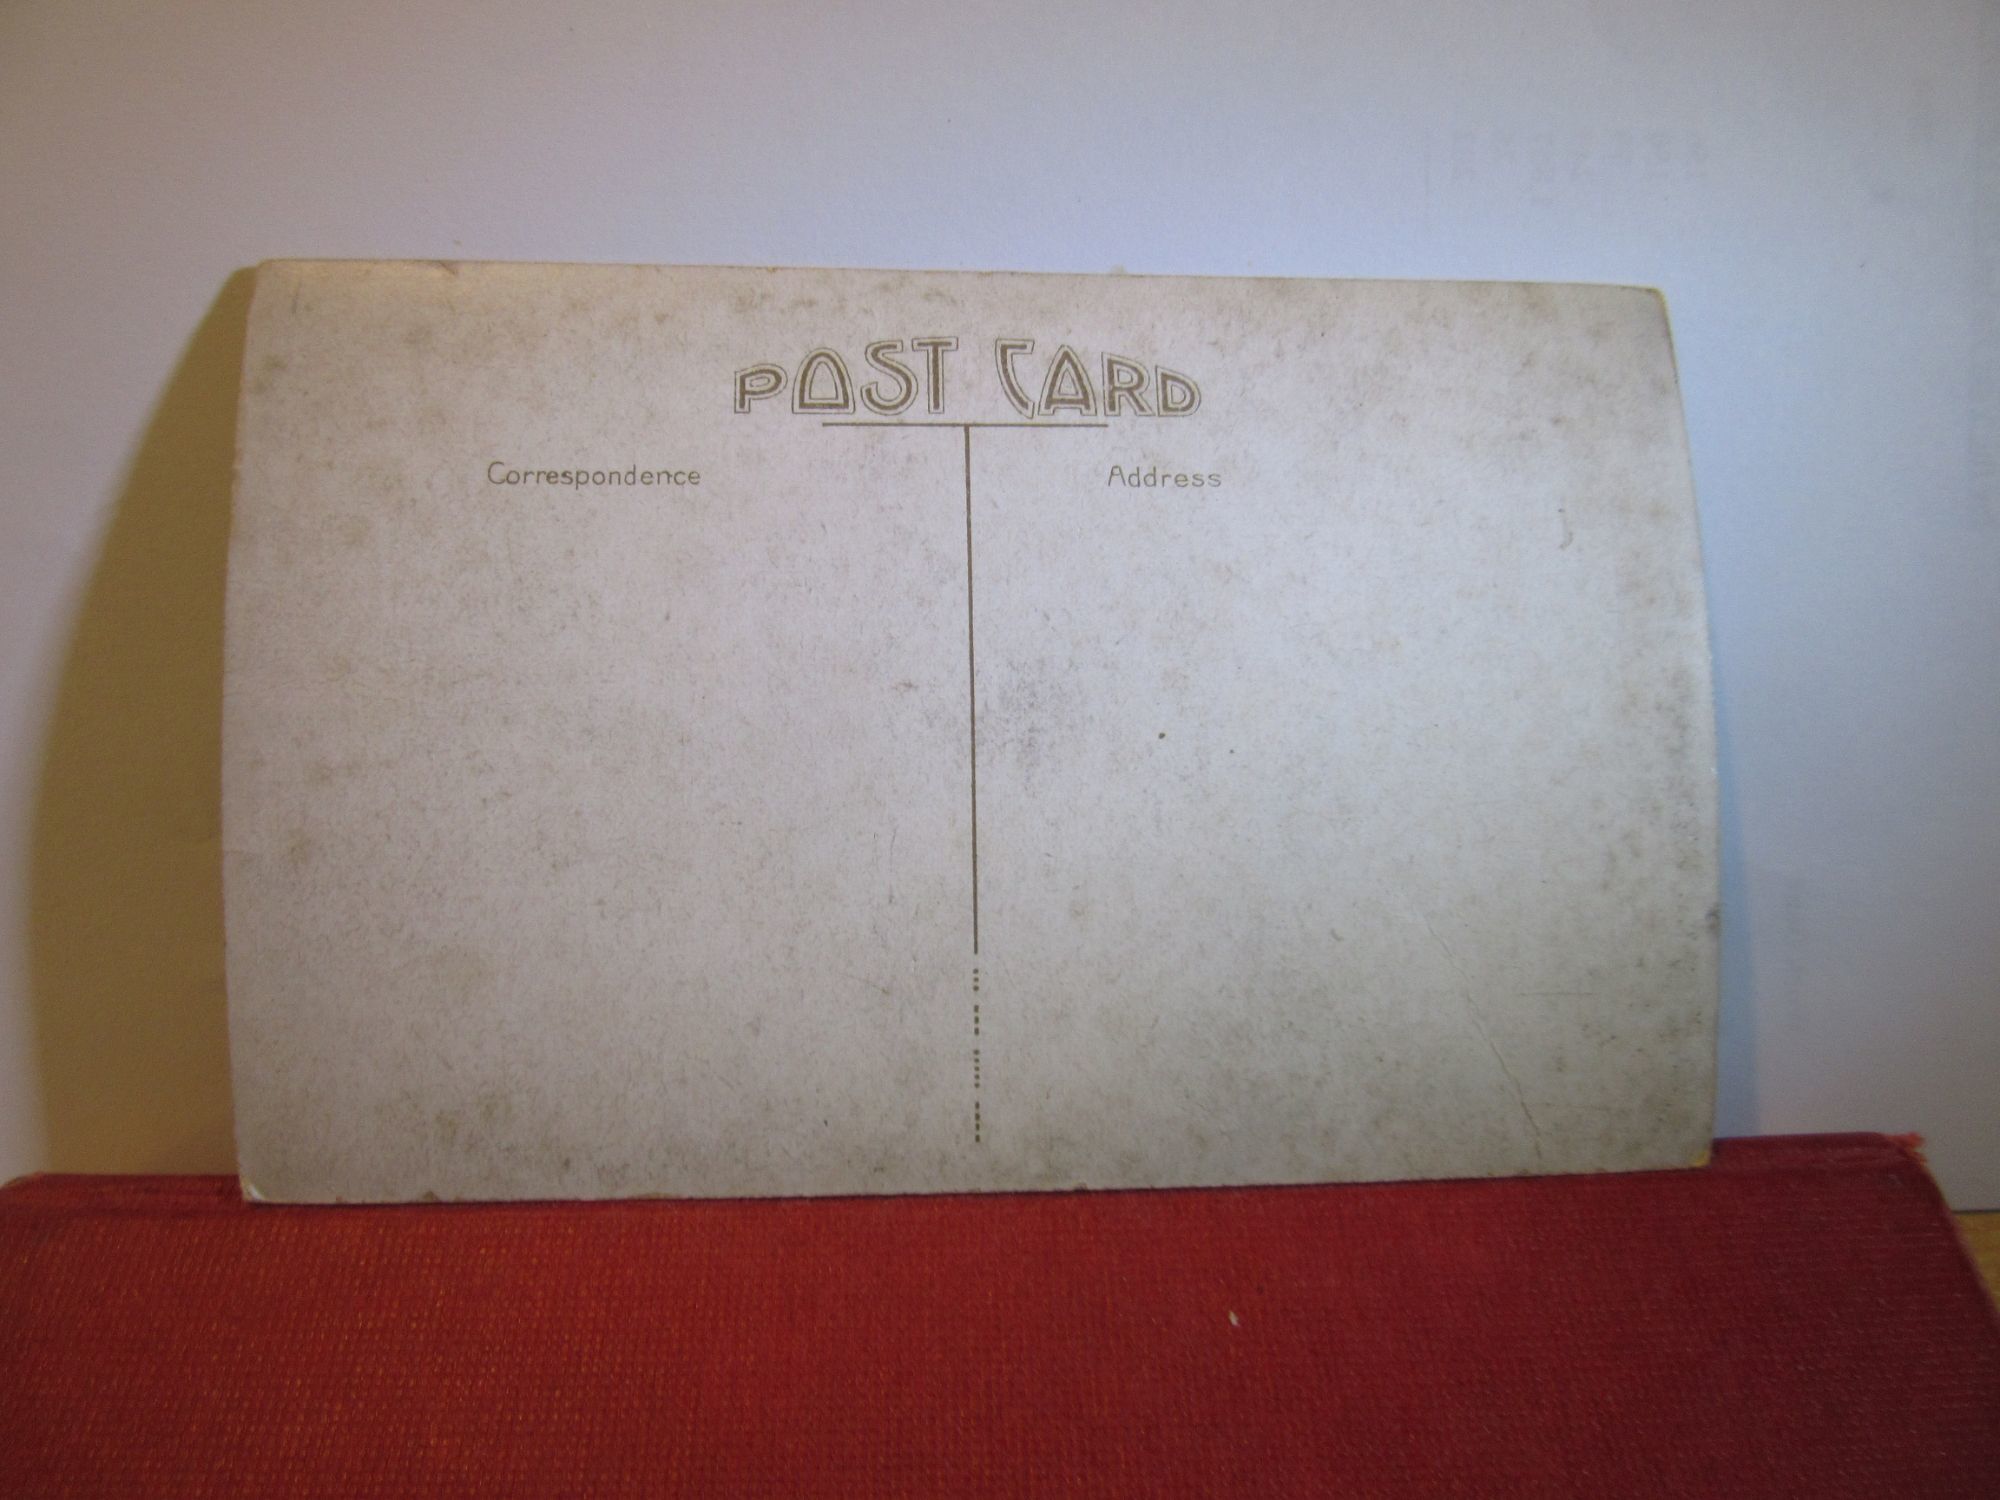 POST CARD
Correspondence
Address